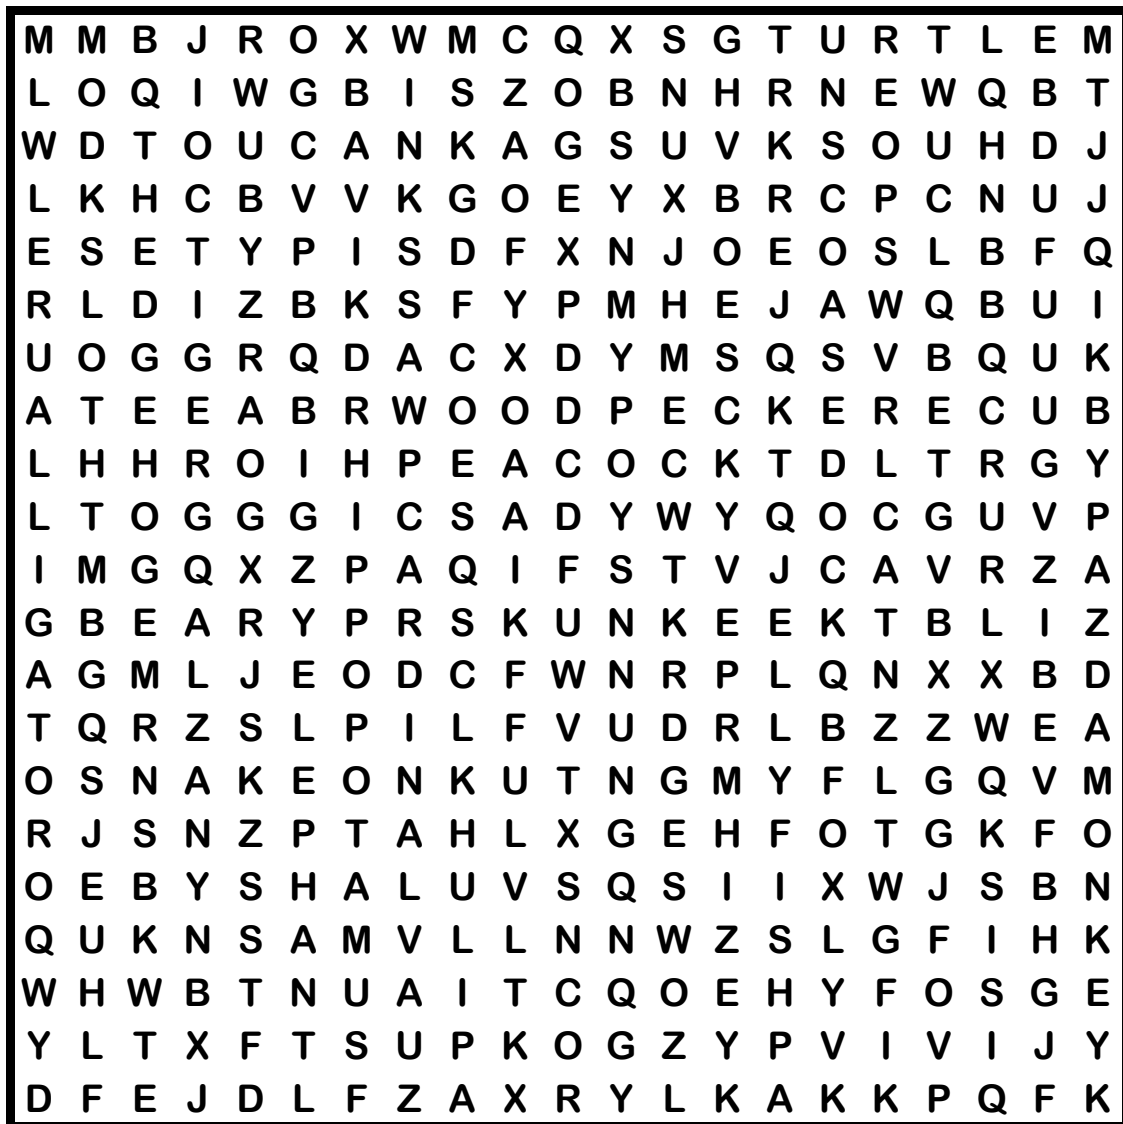 M M B J R O X W M C Q X S G T U R T L E M
L O Q I W G B I S Z O B N H R N E W Q B T
W D T O U C A N K A G S U V K S O U H D J
L K H C B V V K G O E Y X B R C P C N U J
E S E T Y P I S D F X N J O E O S L B F Q
R L D I Z B K S F Y P M H E J A W Q B U I
U O G G R Q D A C X D Y M S Q S V B Q U K
A T E E A B R W O O D P E C K E R E C U B
L H H R O I H P E A C O C K T D L T R G Y
L T O G G G I C S A D Y W Y Q O C G U V P
I M G Q X Z P A Q I F S T V J C A V R Z A
G B E A R Y P R S K U N K E E K T B L I Z
A G M L J E O D C F W N R P L Q N X X B D
T Q R Z S L P I L F V U D R L B Z Z W E A
O S N A K E O N K U T N G M Y F L G Q V M
R J S N Z P T A H L X G E H F O T G K F O
O E B Y S H A L U V S Q S I I X W J S B N
Q U K N S A M V L L N N W Z S L G F I H K
W H W B T N U A I T C Q O E H Y F O S G E
Y L T X F T S U P K O G Z Y P V I V I J Y
D F E J D L F Z A X R Y L K A K K P Q F K